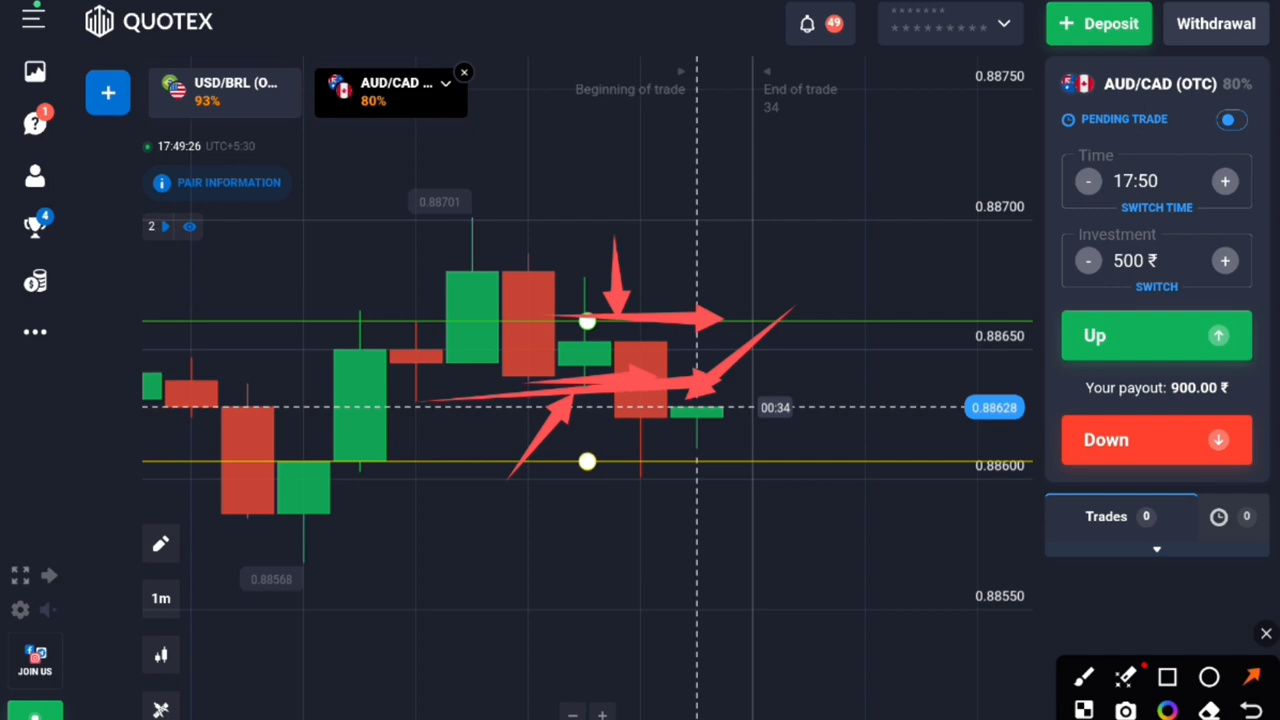 QUOTEX
49
******* 
*********
Deposit
Withdrawal
USD/BRL (O...
93%
AUD/CAD ...
80%
1
4
17:49:26 UTC+5:30
PAIR INFORMATION
2
Beginning of trade
End of trade
34
0.88701
0.88568
00:34
0.88750
0.88700
0.88650
0.88628
0.88600
0.88550
1m
JOIN US
AUD/CAD (OTC) 80%
PENDING TRADE
Time
- 17:50 +
SWITCH TIME
Investment
- 500 ₹ +
SWITCH
Up
Your payout: 900.00 ₹
Down
Trades 0
0